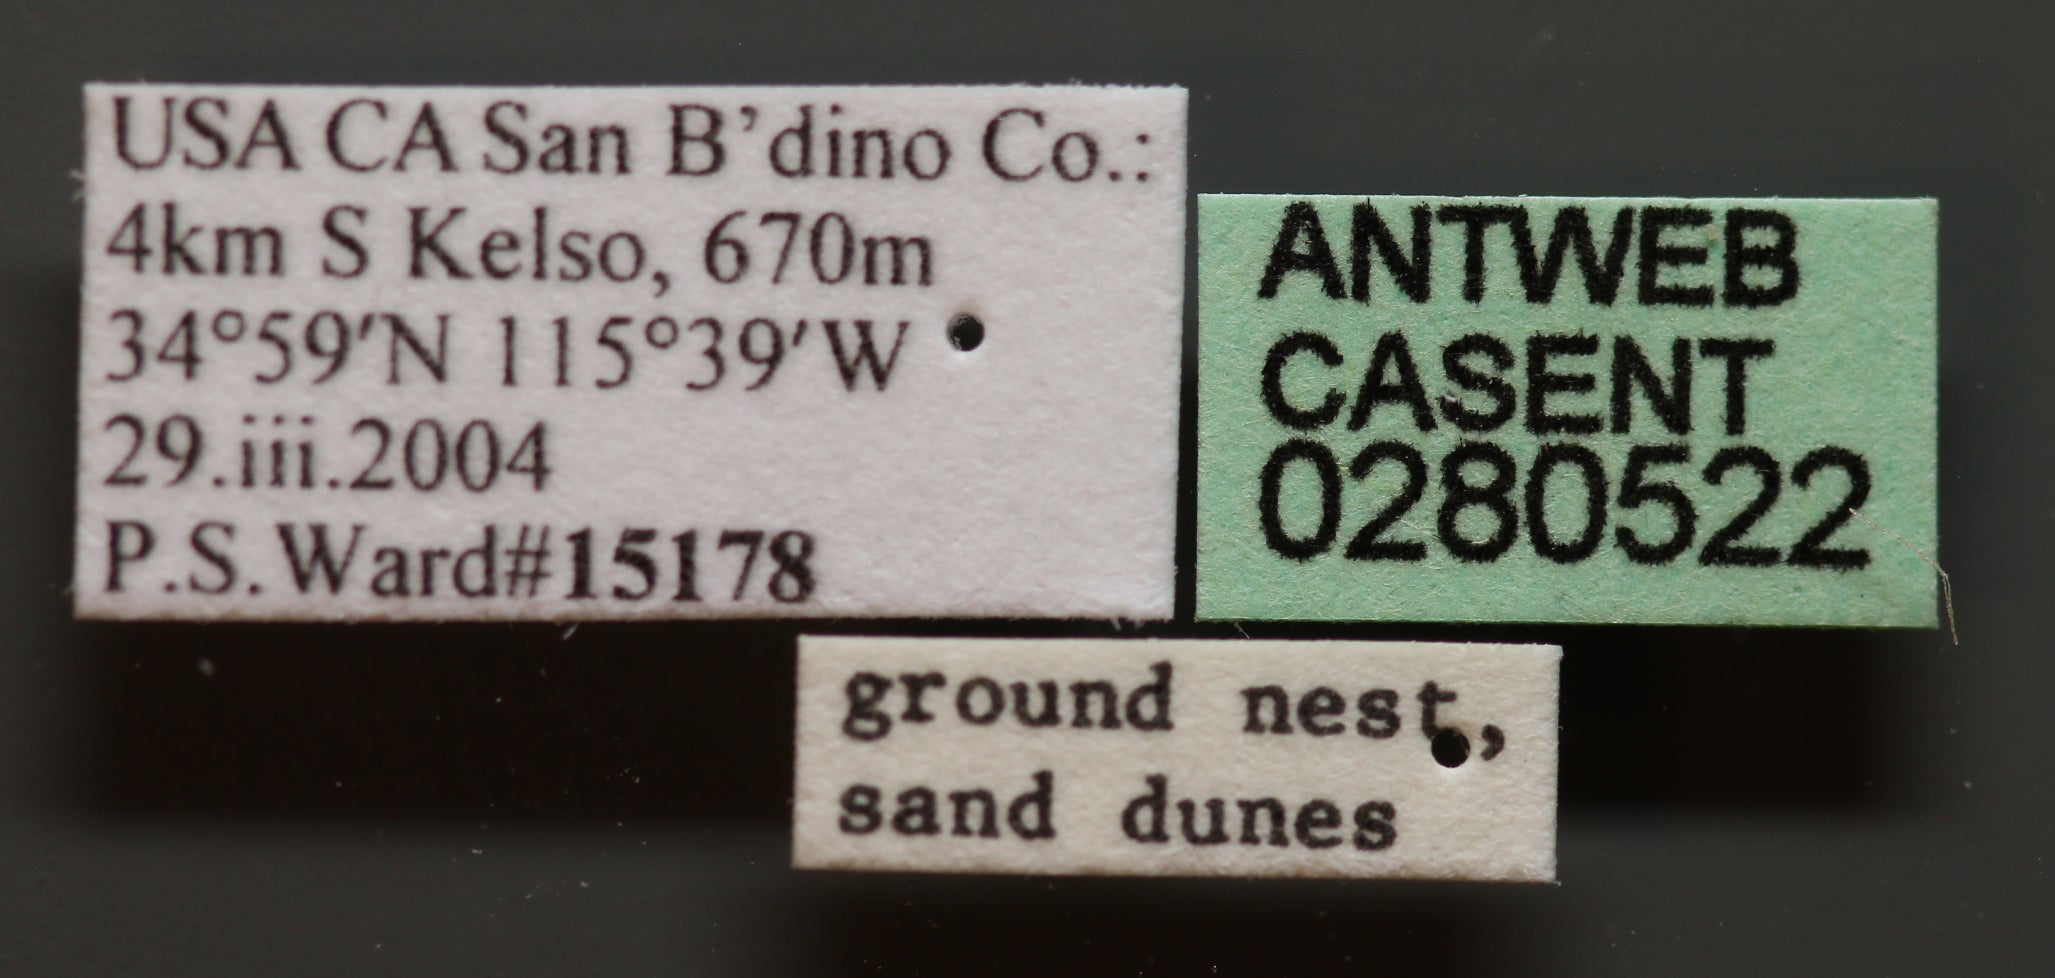 USA CA San B'dino Co.:
4km S Kelso, 670m
34°59'N 115°39'W
29.iii.2004
P.S. Ward#15178
ANTWEB
CASENT
0280522
ground nest,
sand dunes